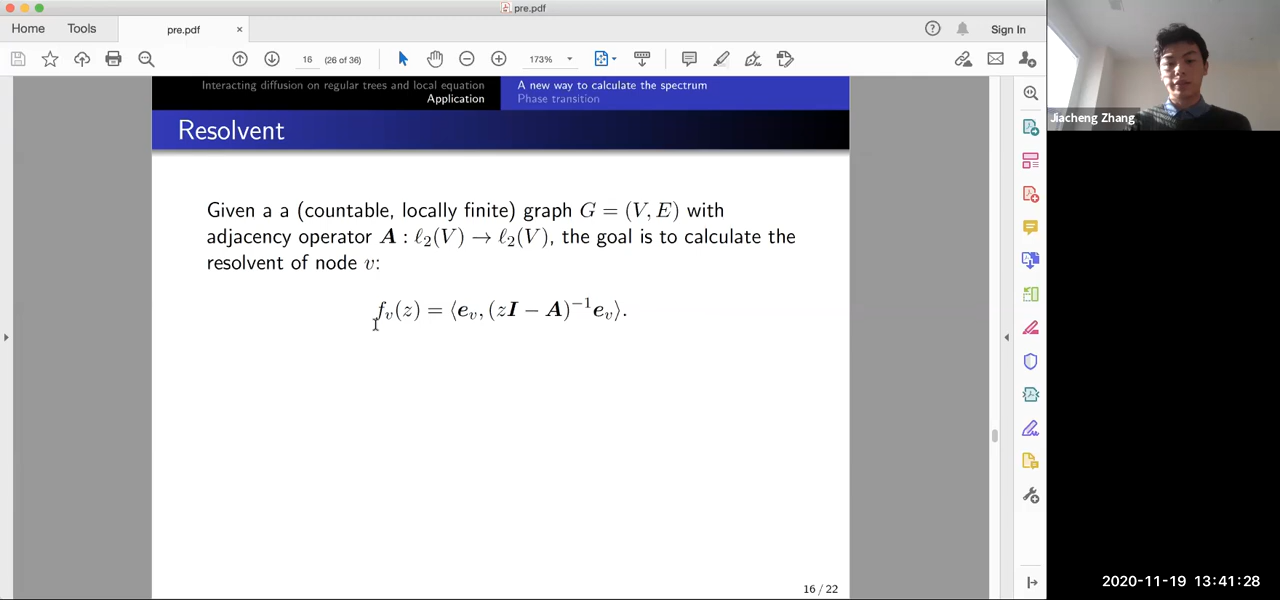 pre.pdf
Home Tools pre.pdf × Sign In
16 (26 of 36) 173%
Interacting diffusion on regular trees and local equation A new way to calculate the spectrum
Application Phase transition
Resolvent
Given a a (countable, locally finite) graph G = (V, E) with
adjacency operator A : ℓ₂(V) → ℓ₂(V), the goal is to calculate the
resolvent of node v:
fᵥ(z) = ⟨eᵥ, (zI − A)⁻¹eᵥ⟩.
16 / 22
Jiacheng Zhang
2020-11-19 13:41:28